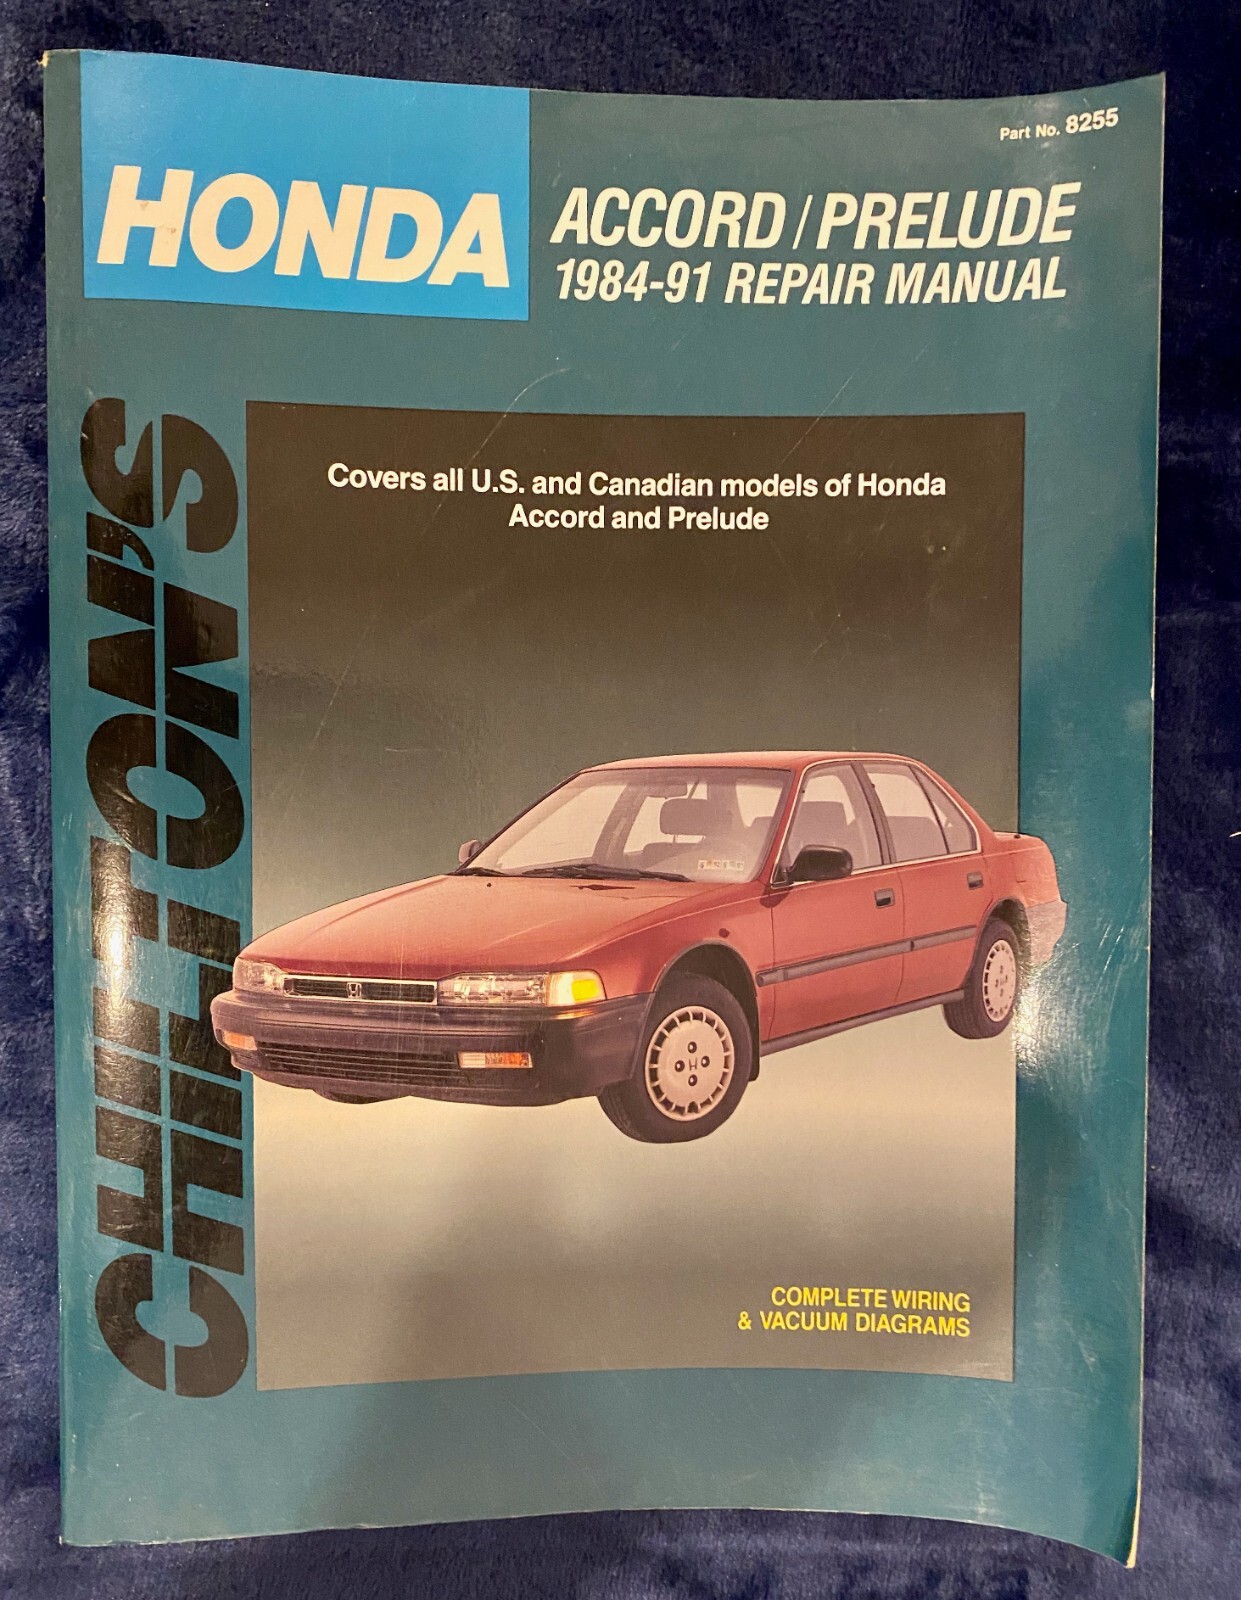 Part No. 8255
HONDA
ACCORD/PRELUDE
1984-91 REPAIR MANUAL
CHILTON'S
Covers all U.S. and Canadian models of Honda
Accord and Prelude
COMPLETE WIRING
& VACUUM DIAGRAMS